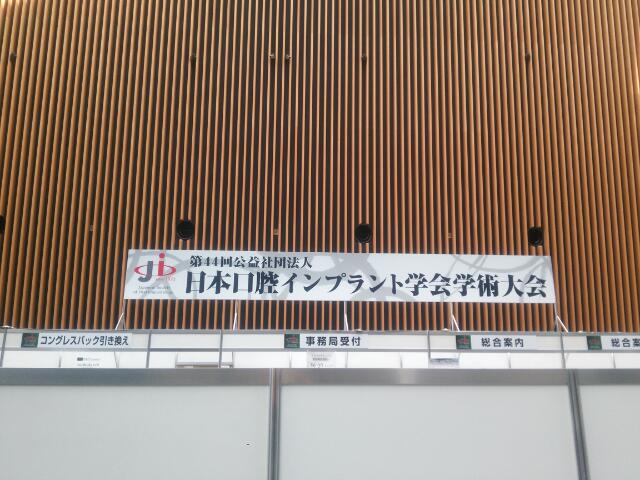 第44回公益社団法人
日本口腔インプラント学会学術大会
コングレスバック引き換え
事務局受付
総合案内
総合案